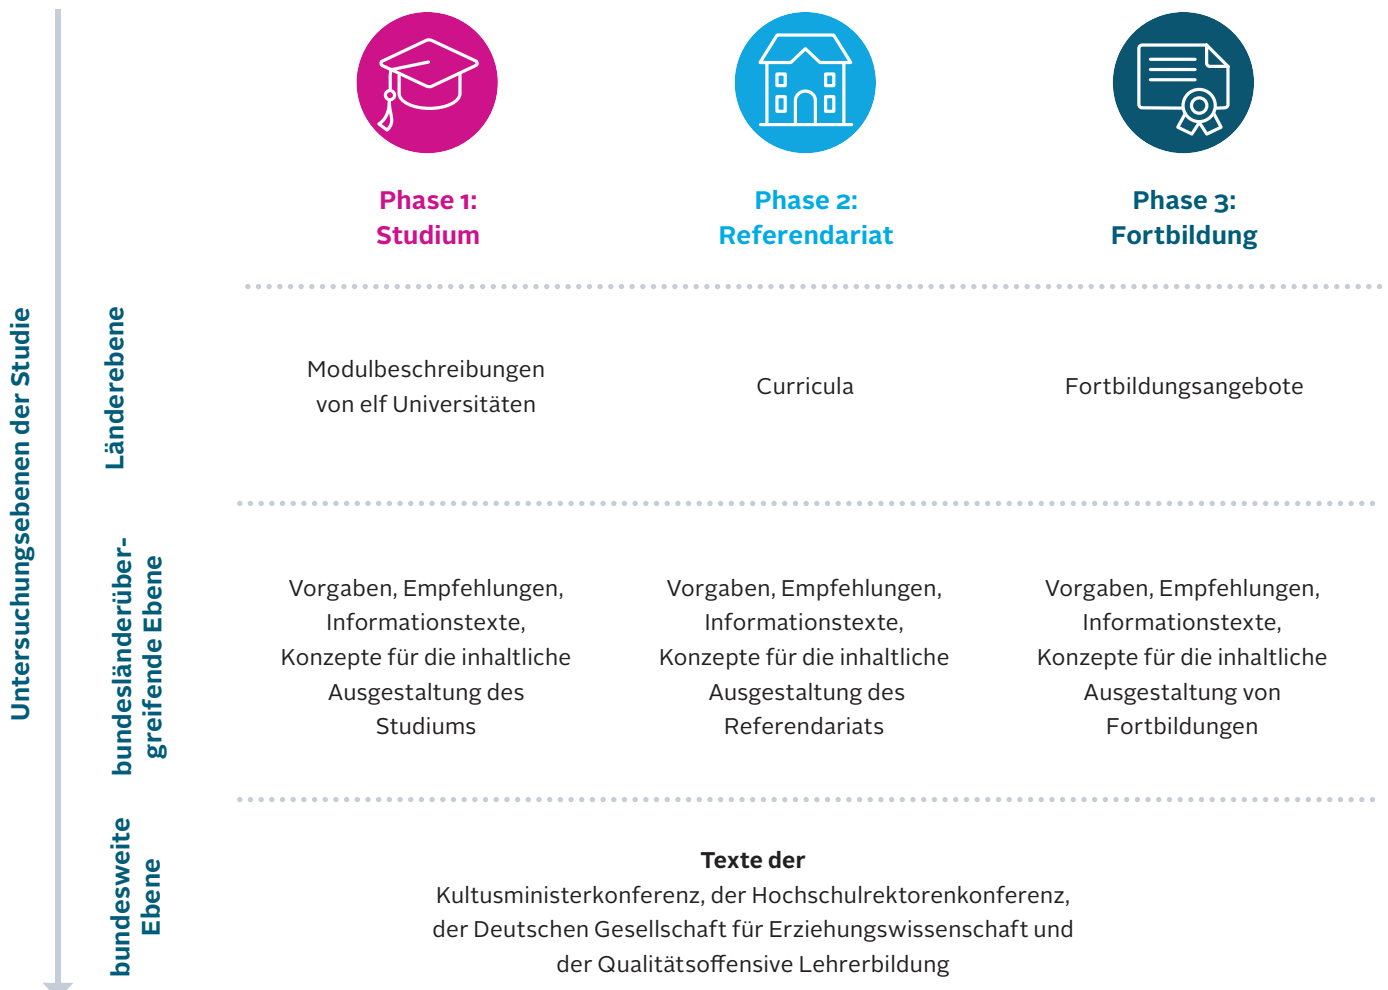 Untersuchungsebenen der Studie
Phase 1:
Studium
Phase 2:
Referendariat
Phase 3:
Fortbildung
Länderebene
Modulbeschreibungen
von elf Universitäten
Curricula
Fortbildungsangebote
bundesländerüber-
greifende Ebene
Vorgaben, Empfehlungen,
Informationstexte,
Konzepte für die inhaltliche
Ausgestaltung des
Studiums
Vorgaben, Empfehlungen,
Informationstexte,
Konzepte für die inhaltliche
Ausgestaltung des
Referendariats
Vorgaben, Empfehlungen,
Informationstexte,
Konzepte für die inhaltliche
Ausgestaltung von
Fortbildungen
bundesweite
Ebene
Texte der
Kultusministerkonferenz, der Hochschulrektorenkonferenz,
der Deutschen Gesellschaft für Erziehungswissenschaft und
der Qualitätsoffensive Lehrerbildung